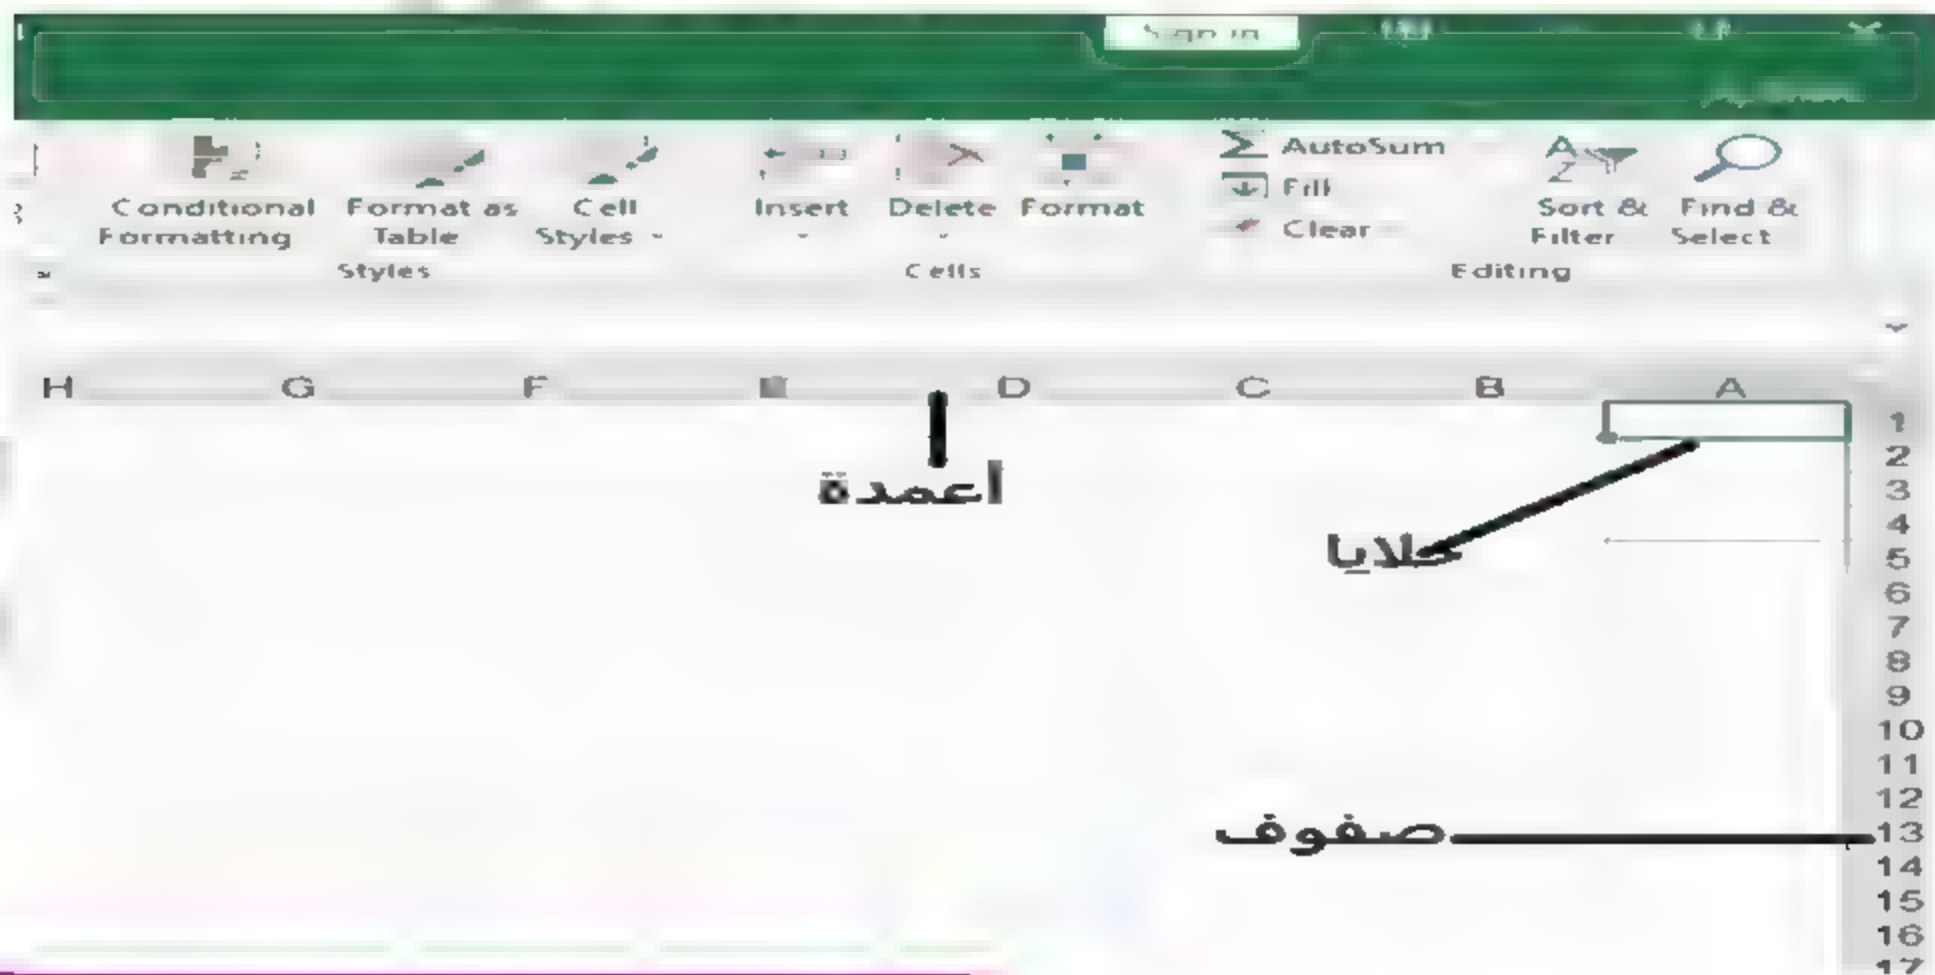 Sign in
AutoSum
Fill
Clear
Conditional Formatting
Format as Table
Cell Styles
Insert
Delete
Format
Sort & Filter
Find & Select
Styles
Cells
Editing
H G F E D C B A
1
2
3
4
5
6
7
8
9
10
11
12
13
14
15
16
17
اعمدة
خلايا
صفوف